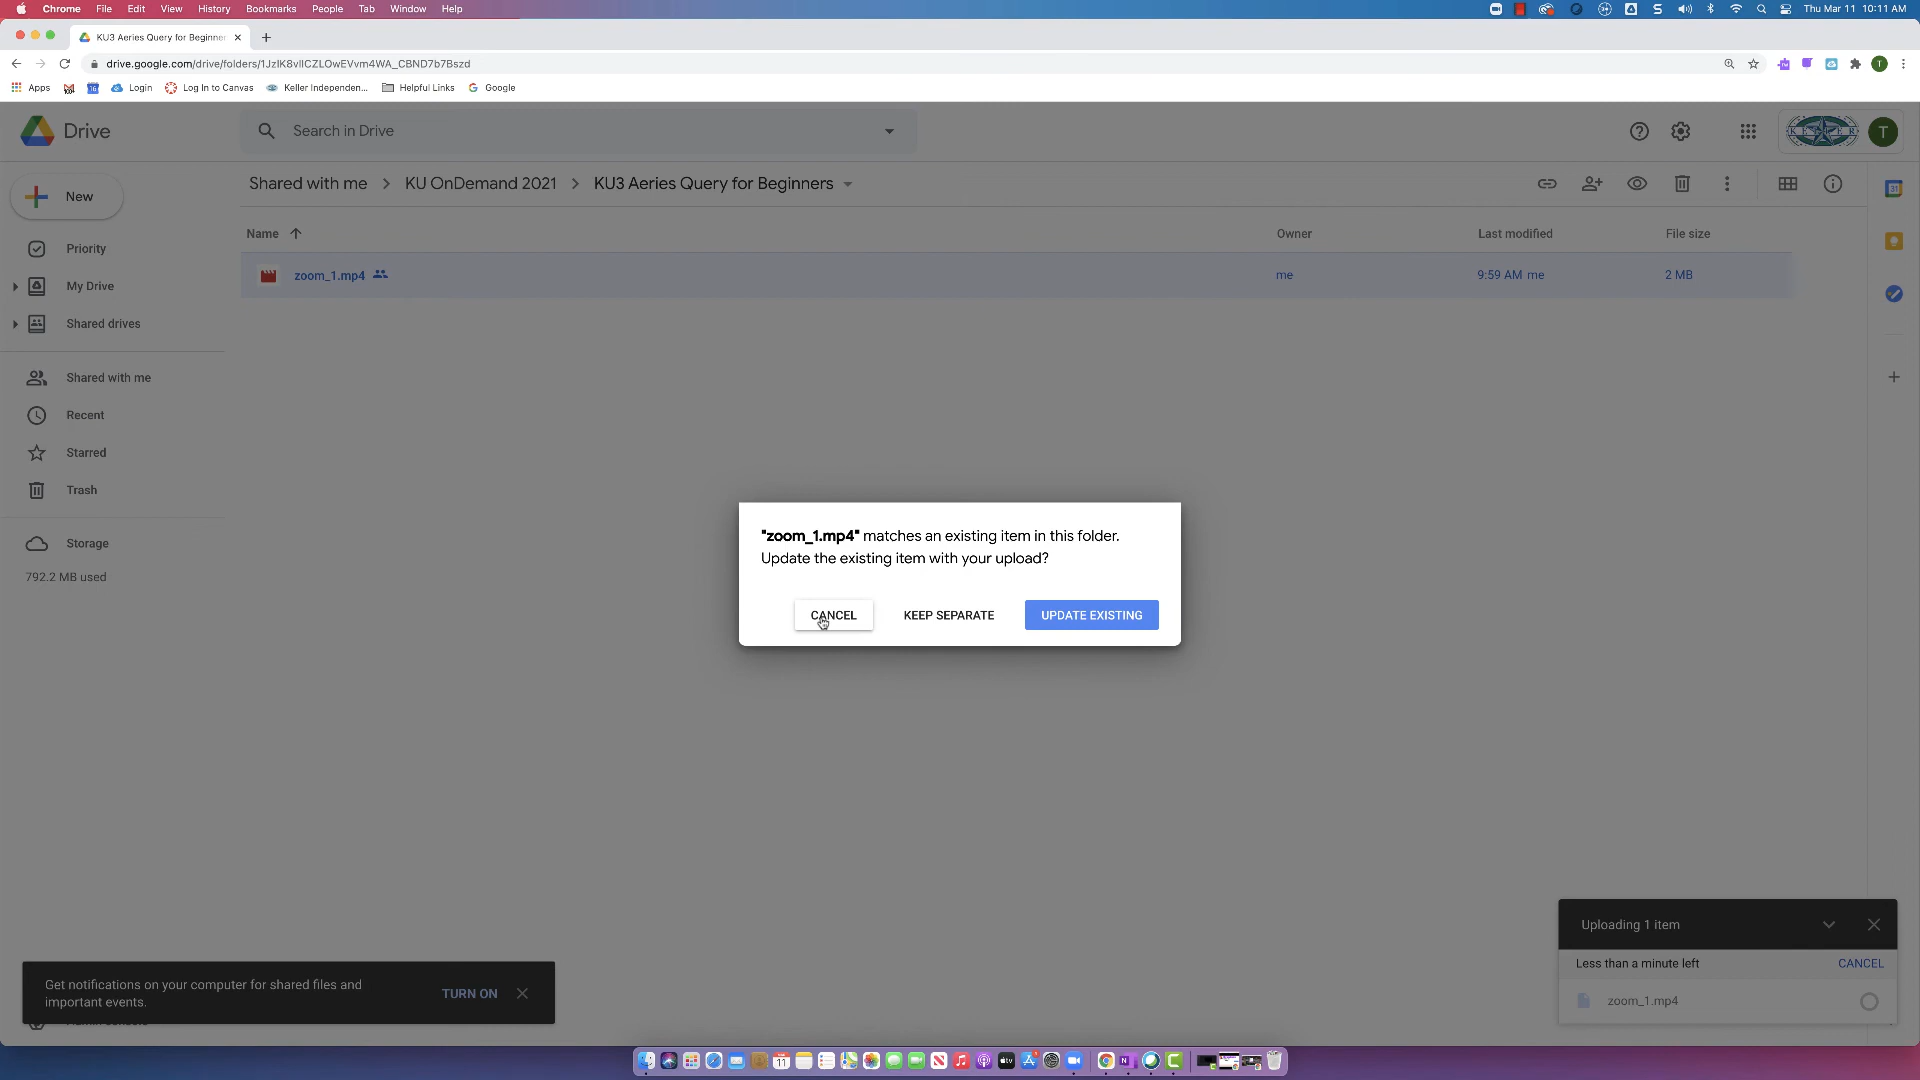 Chrome File Edit View History Bookmarks People Tab Window Help Thu Mar 11 10:11 AM
KU3 Aeries Query for Beginner
drive.google.com/drive/folders/
Apps Login Log In to Canvas Keller Independen... Helpful Links Google
Drive Search in Drive KELLER T
Shared with me > KU OnDemand 2021 > KU3 Aeries Query for Beginners
New
Name Owner Last modified File size
zoom_1.mp4 me 9:59 AM me 2 MB
Priority
My Drive
Shared drives
Shared with me
Recent
Starred
Trash
Storage
792.2 MB used
"zoom_1.mp4" matches an existing item in this folder.
Update the existing item with your upload?
CANCEL KEEP SEPARATE UPDATE EXISTING
Uploading 1 item
Less than a minute left CANCEL
zoom_1.mp4
Get notifications on your computer for shared files and
important events.
TURN ON